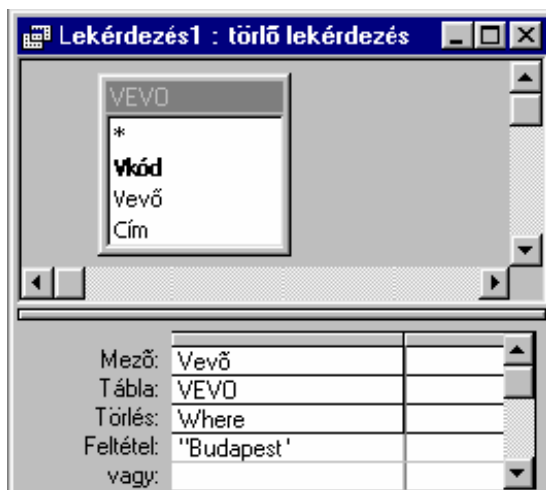 Lekérdezés1 : törlő lekérdezés
VEVO
*
Vkód
Vevő
Cím
Mező: Vevő
Tábla: VEVO
Törlés: Where
Feltétel: "Budapest'
vagy: